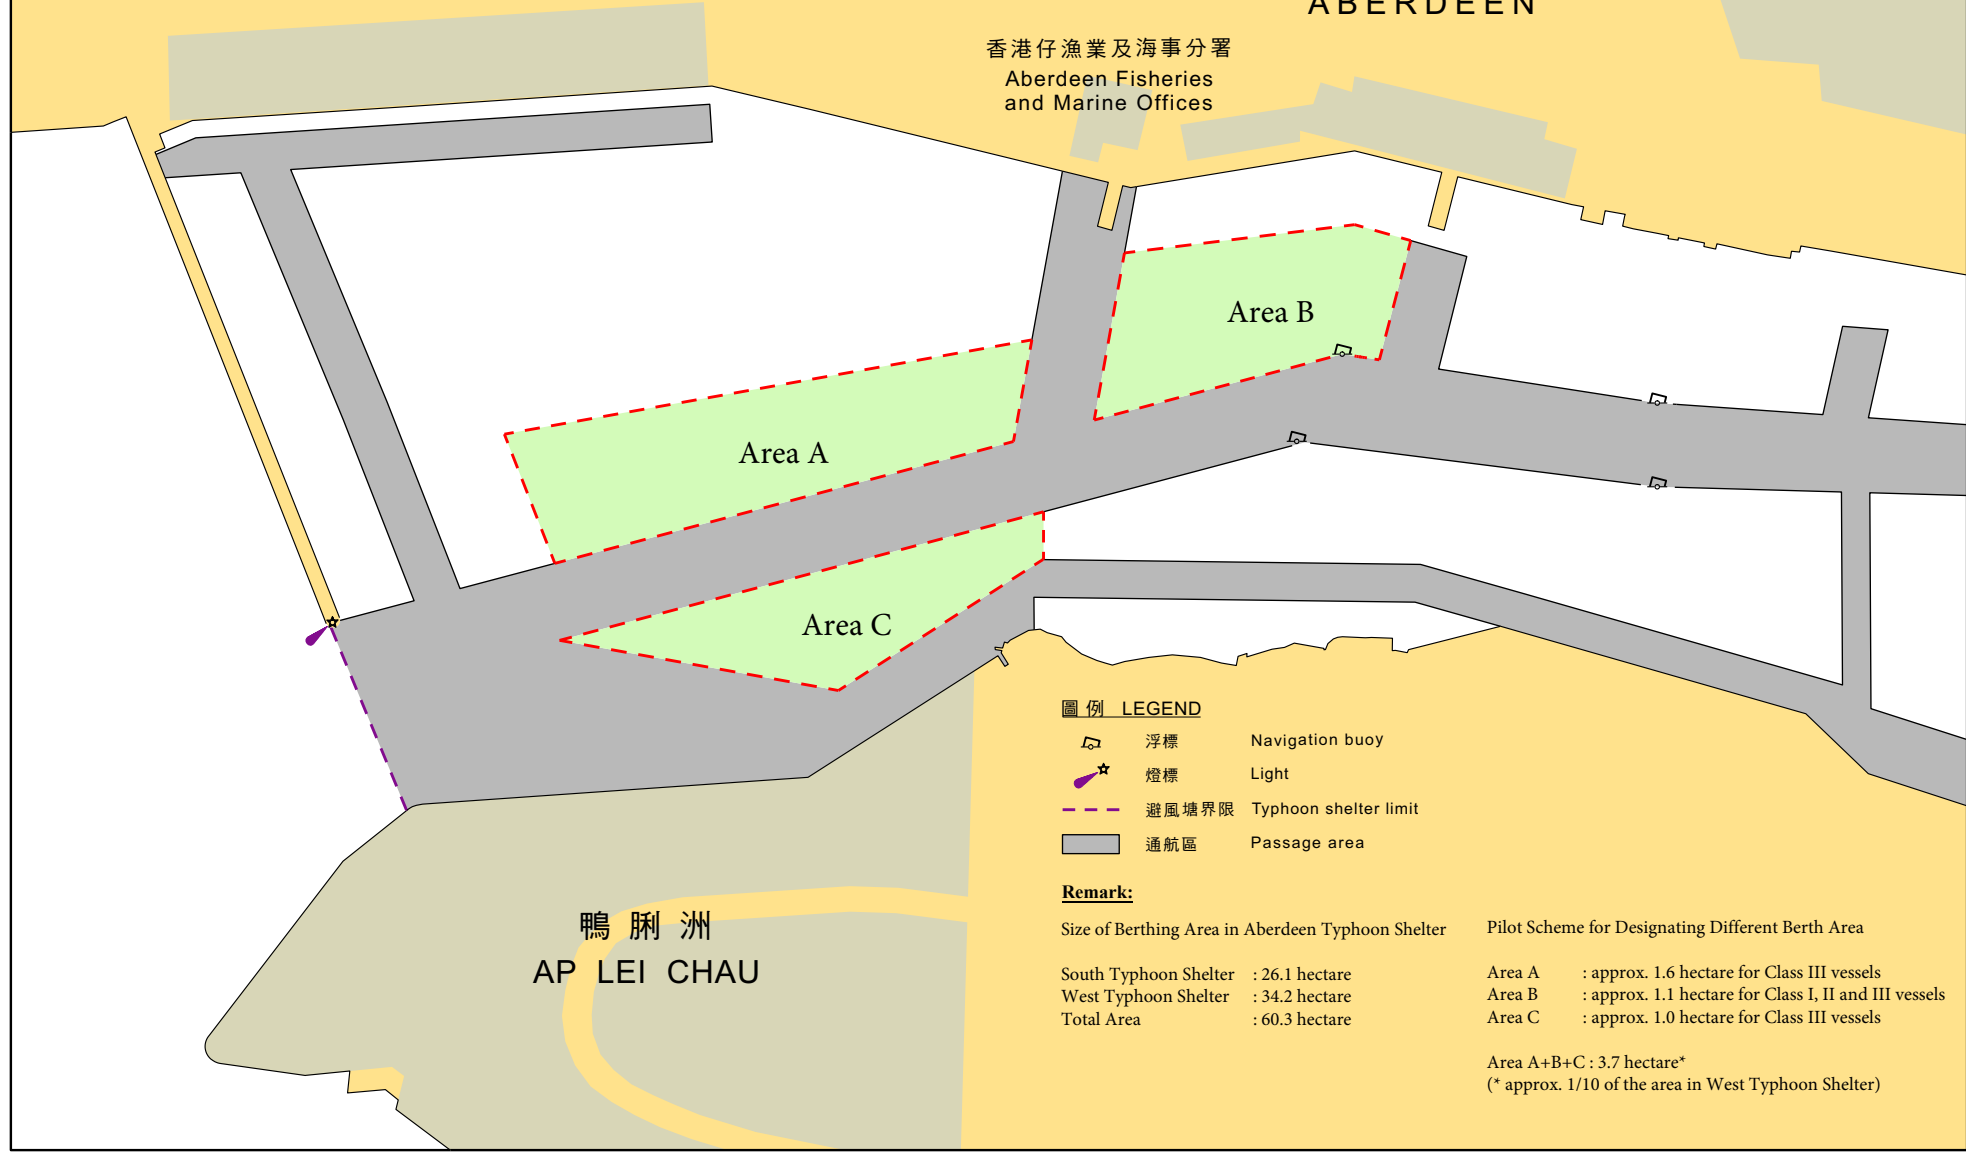 ABERDEEN
香港仔漁業及海事分署
Aberdeen Fisheries
and Marine Offices
Area B
Area A
Area C
圖例 LEGEND
浮標 Navigation buoy
燈標 Light
避風塘界限 Typhoon shelter limit
通航區 Passage area
鴨脷洲
AP LEI CHAU
Remark:
Size of Berthing Area in Aberdeen Typhoon Shelter
South Typhoon Shelter : 26.1 hectare
West Typhoon Shelter : 34.2 hectare
Total Area : 60.3 hectare
Pilot Scheme for Designating Different Berth Area
Area A : approx. 1.6 hectare for Class III vessels
Area B : approx. 1.1 hectare for Class I, II and III vessels
Area C : approx. 1.0 hectare for Class III vessels
Area A+B+C : 3.7 hectare*
(* approx. 1/10 of the area in West Typhoon Shelter)